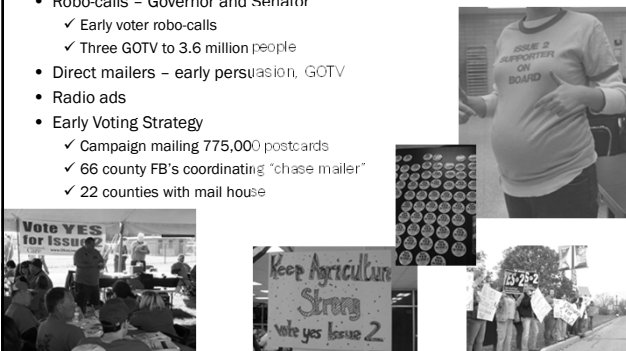 • Robo-calls – Governor and Senator
✓ Early voter robo-calls
✓ Three GOTV to 3.6 million people
• Direct mailers – early persuasion, GOTV
• Radio ads
• Early Voting Strategy
✓ Campaign mailing 775,000 postcards
✓ 66 county FB's coordinating “chase mailer”
✓ 22 counties with mail house
ISSUE 2
SUPPORTER
ON
BOARD
Vote YES
for Issue 2
Keep Agriculture
Strong
vote yes Issue 2
YES on 2